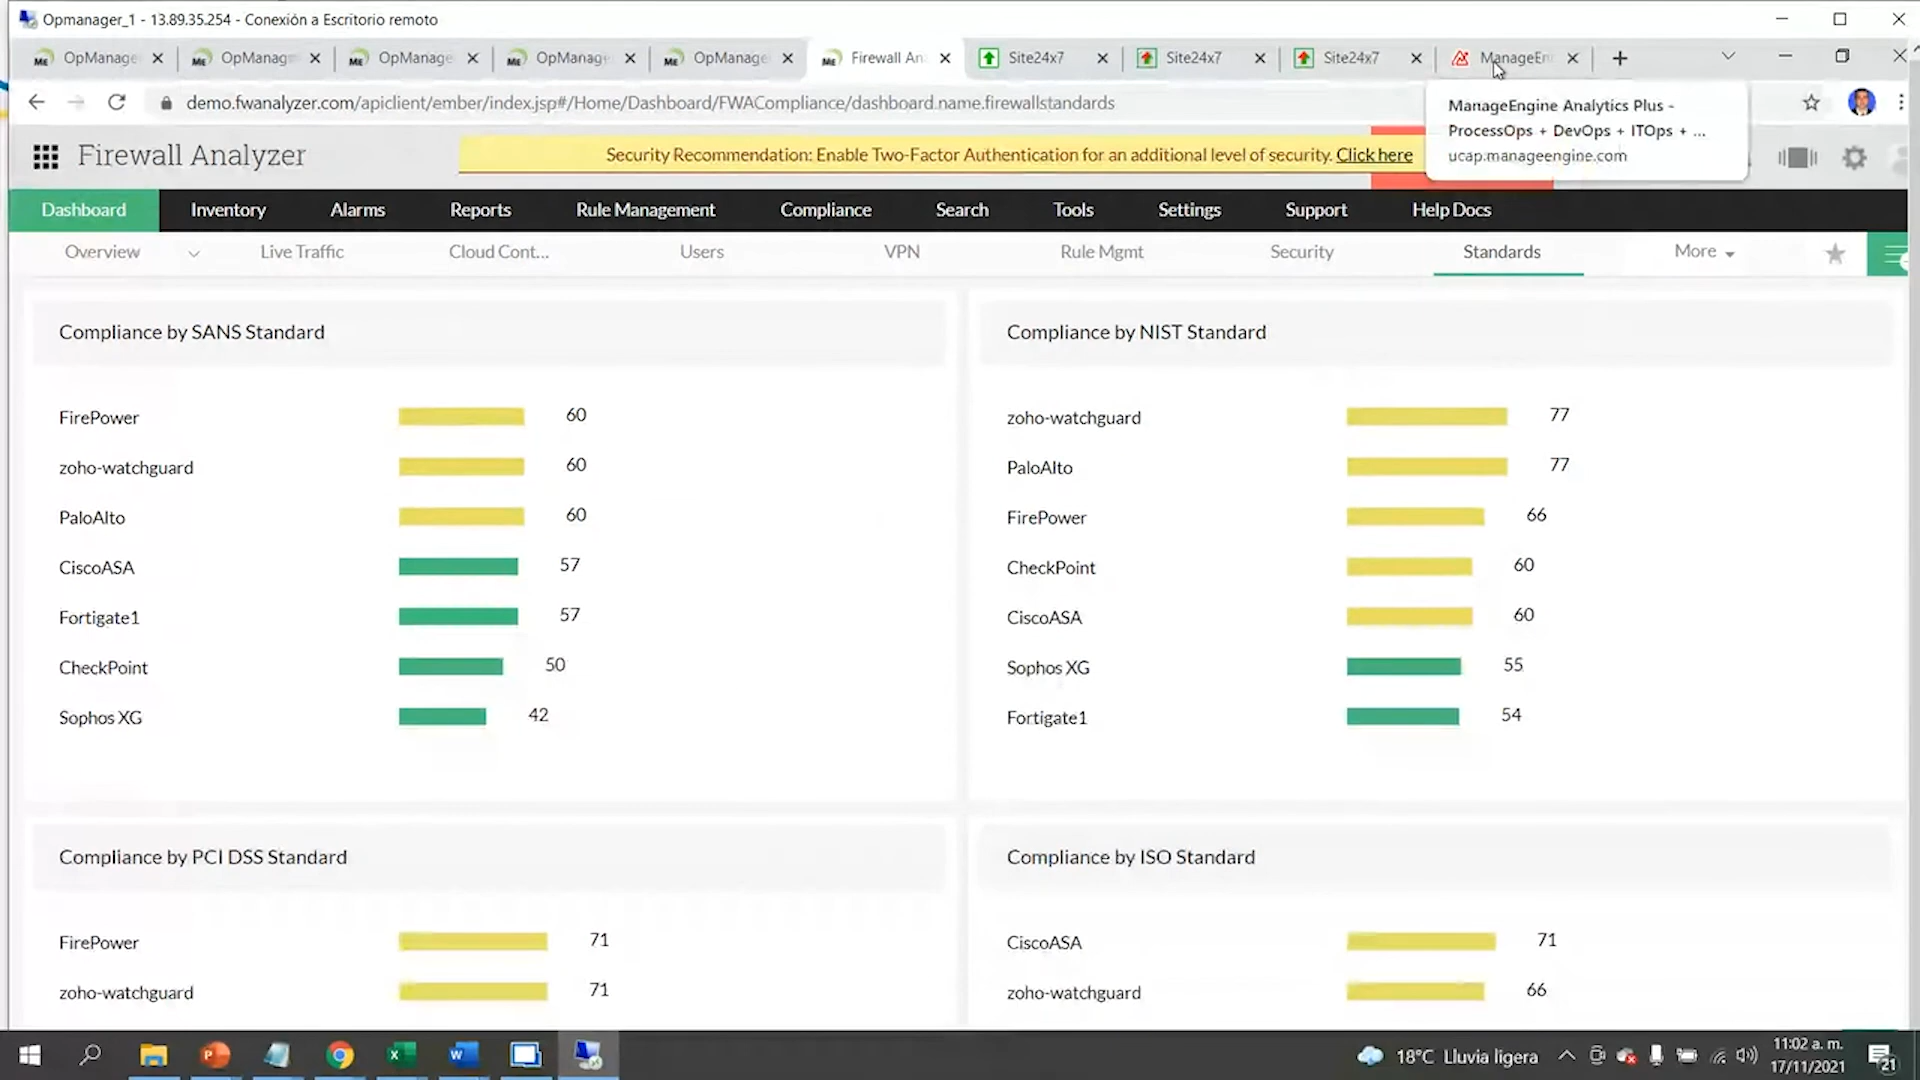 Opmanager_1 - 13.89.35.254 - Conexión a Escritorio remoto
OpManage
OpManag
OpManage
OpManag
OpManage
Firewall An
Site24x7
Site24x7
Site24x7
ManageEn
demo.fwanalyzer.com/apiclient/ember/index.jsp#/Home/Dashboard/FWACompliance/dashboard.name.firewallstandards
ManageEngine Analytics Plus -
ProcessOps + DevOps + ITOps + ...
ucap.manageengine.com
Firewall Analyzer
Security Recommendation: Enable Two-Factor Authentication for an additional level of security. Click here
Dashboard Inventory Alarms Reports Rule Management Compliance Search Tools Settings Support Help Docs
Overview Live Traffic Cloud Cont... Users VPN Rule Mgmt Security Standards More
Compliance by SANS Standard
FirePower 60
zoho-watchguard 60
PaloAlto 60
CiscoASA 57
Fortigate1 57
CheckPoint 50
Sophos XG 42
Compliance by NIST Standard
zoho-watchguard 77
PaloAlto 77
FirePower 66
CheckPoint 60
CiscoASA 60
Sophos XG 55
Fortigate1 54
Compliance by PCI DSS Standard
FirePower 71
zoho-watchguard 71
Compliance by ISO Standard
CiscoASA 71
zoho-watchguard 66
18°C Lluvia ligera
11:02 a. m.
17/11/2021
21